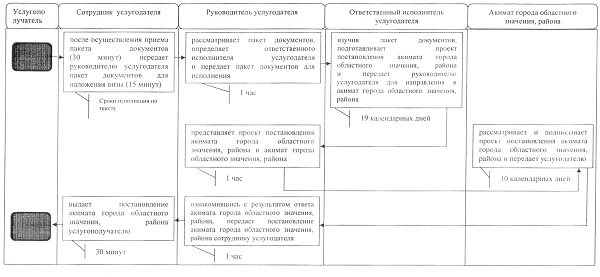 Услугопо
лучатель
Сотрудник услугодателя
Руководитель услугодателя
Ответственный исполнитель
услугодателя
Акимат города областного
значения, района
после осуществления приема
пакета документов
(30 минут) передает
руководителю услугодателя
пакет документов для
наложения визы (15 минут)
Сроки исполнения по
тексту
рассматривает пакет документов,
определяет ответственного
исполнителя услугодателя
и передает пакет документов для
исполнения
1 час
изучив пакет документов,
подготавливает проект
постановления акимата города
областного значения, района
и передает руководителю
услугодателя для направления в
акимат города областного значения,
района
19 календарных дней
представляет проект постановления
акимата города областного
значения, района в акимат города
областного значения, района
1 час
рассматривает и подписывает
проект постановления акимата
города областного значения,
района и передает услугодателю
10 календарных дней
ознакомившись с результатом ответа
акимата города областного значения,
района, передает постановление
акимата города областного значения,
района сотруднику услугодателя
1 час
выдает постановление
акимата города областного
значения, района
услугополучателю
30 минут